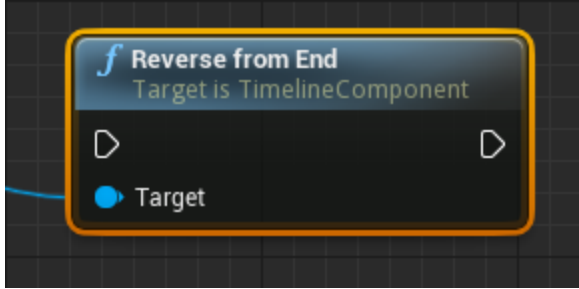 f Reverse from End
Target is TimelineComponent
Target